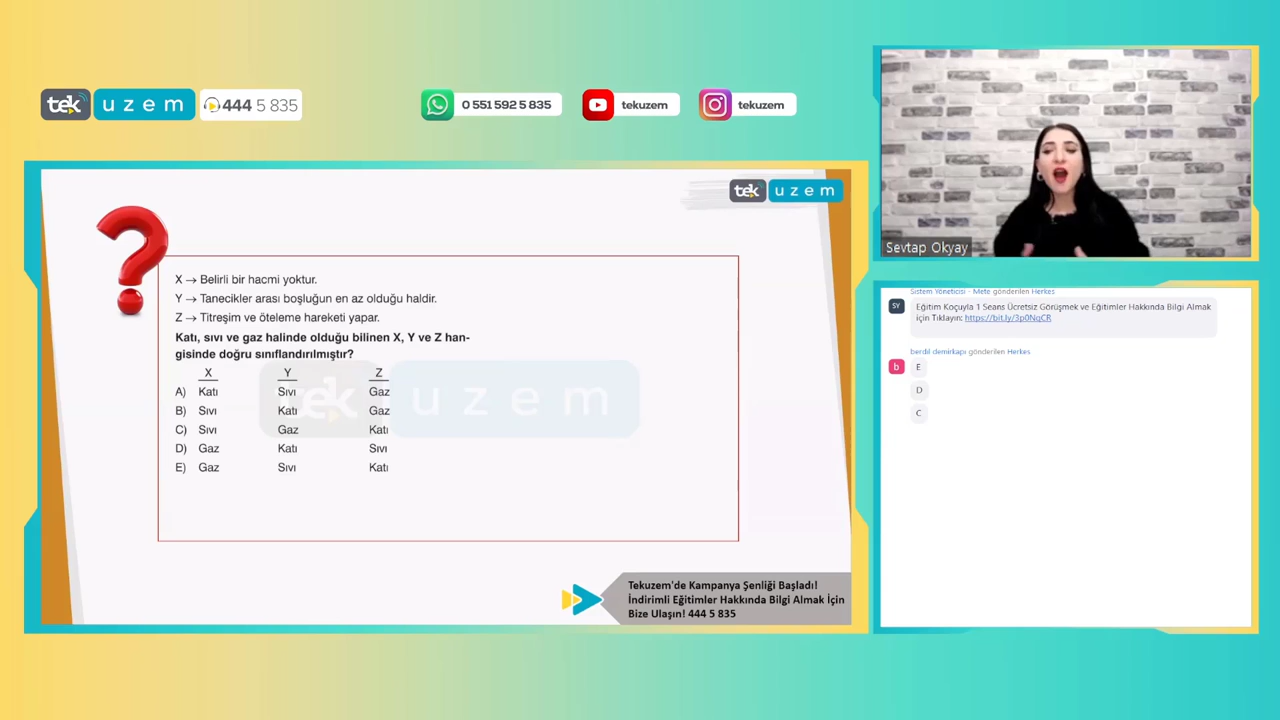 tek uzem 444 5 835
0 551 592 5 835
tekuzem
tekuzem
tek uzem
X → Belirli bir hacmi yoktur.
Y → Tanecikler arası boşluğun en az olduğu haldir.
Z → Titreşim ve öteleme hareketi yapar.
Katı, sıvı ve gaz halinde olduğu bilinen X, Y ve Z han-
gisinde doğru sınıflandırılmıştır?
X Y Z
A) Katı Sıvı Gaz
B) Sıvı Katı Gaz
C) Sıvı Gaz Katı
D) Gaz Katı Sıvı
E) Gaz Sıvı Katı
tek uzem
Tekuzem'de Kampanya Şenliği Başladı!
İndirimli Eğitimler Hakkında Bilgi Almak İçin
Bize Ulaşın! 444 5 835
Sevtap Okyay
Sistem Yöneticisi - Mete gönderilen Herkes
SY
Eğitim Koçuyla 1 Seans Ücretsiz Görüşmek ve Eğitimler Hakkında Bilgi Almak
için Tıklayın: https://bit.ly/3p0NqCR
berdil demirkapı gönderilen Herkes
b
E
D
C